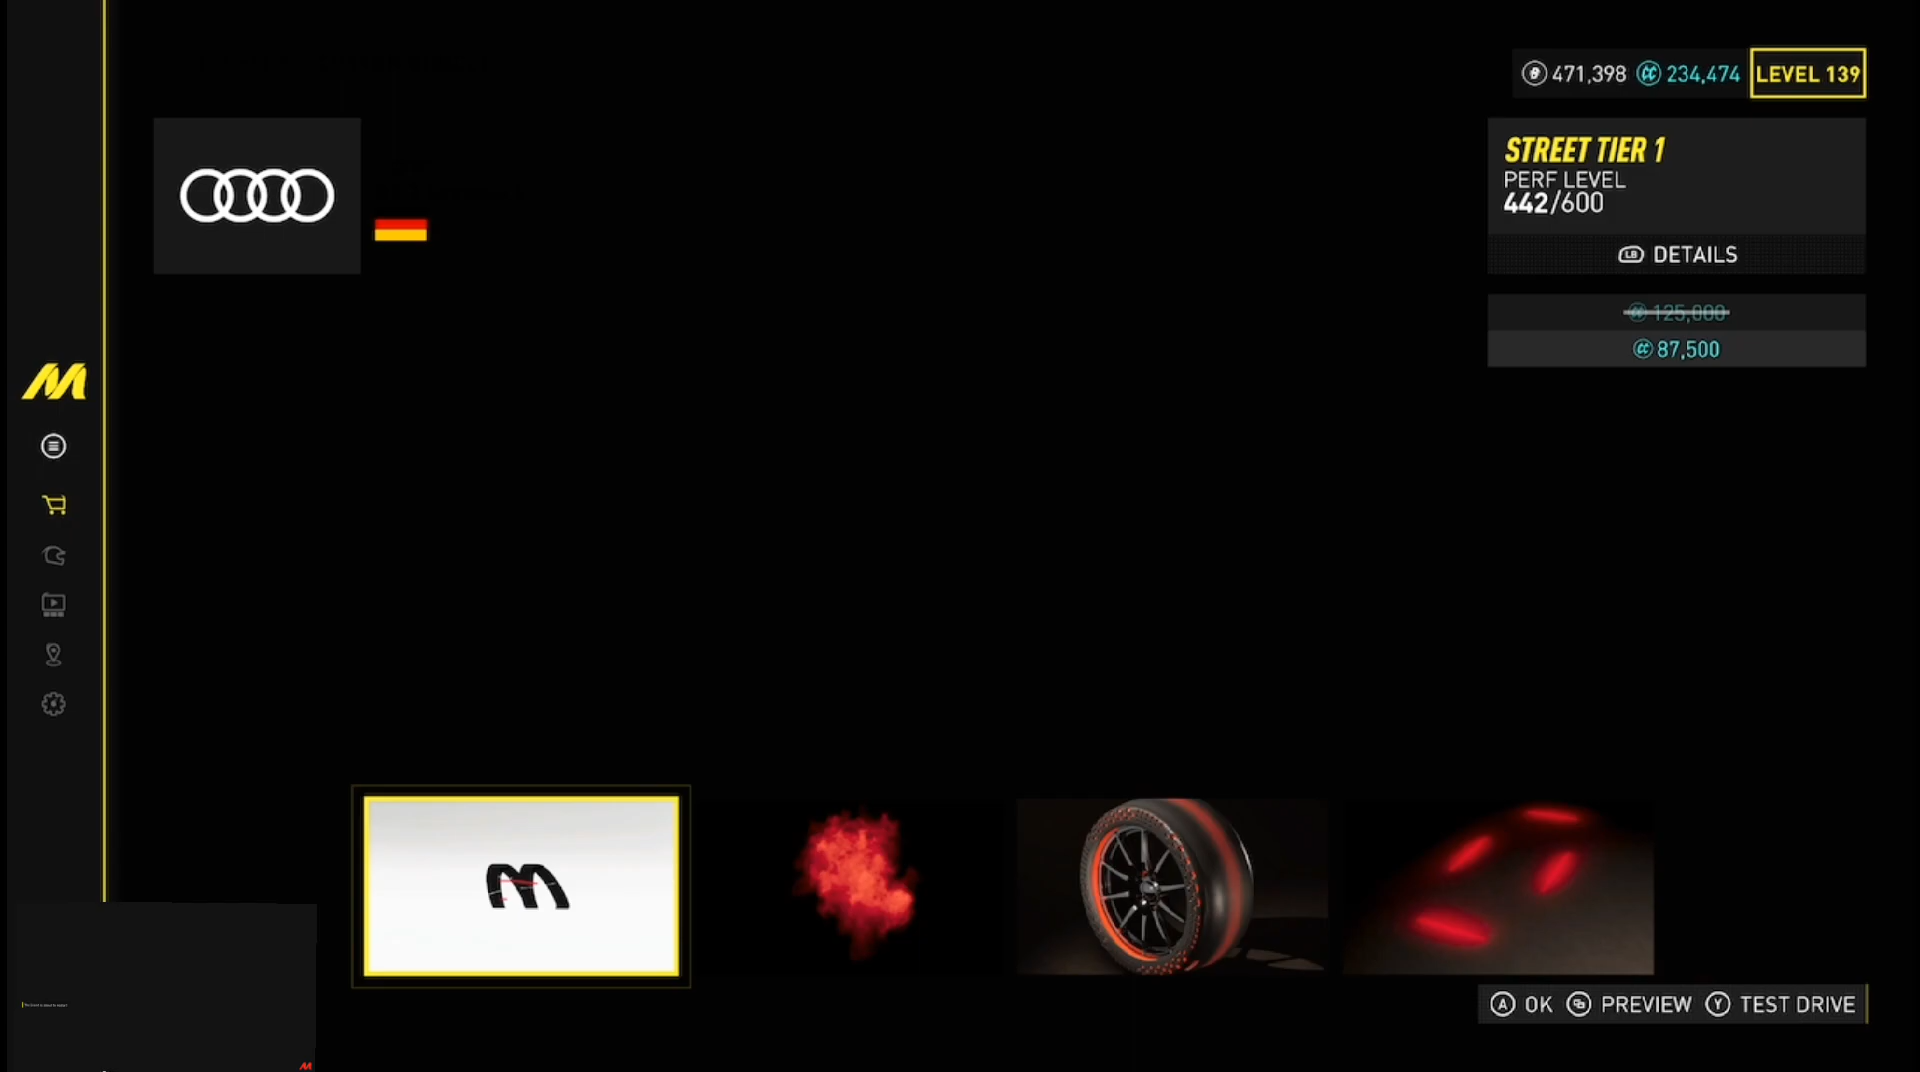 471,398 234,474 LEVEL 139
STREET TIER 1
PERF LEVEL
442/600
LB DETAILS
125,000
87,500
A OK PREVIEW Y TEST DRIVE